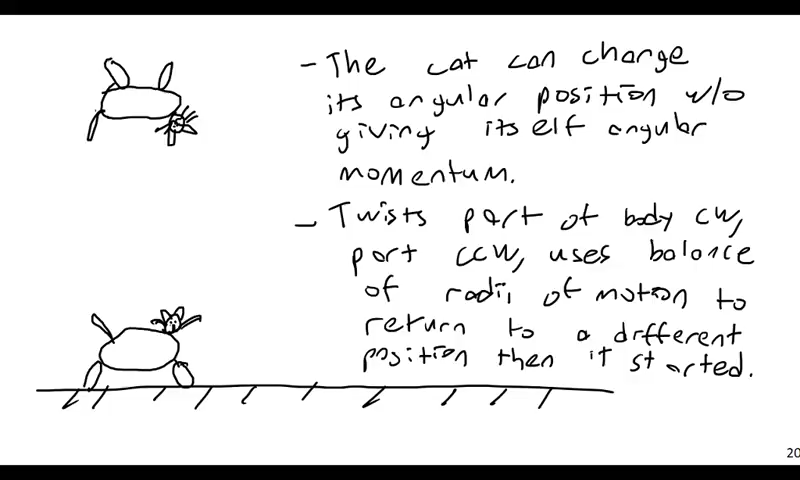 - The cat can change
its angular position w/o
giving itself angular
momentum.
- Twists part of body CW,
part CCW, uses balance
of radii of motion to
return to a different
position then it started.
20